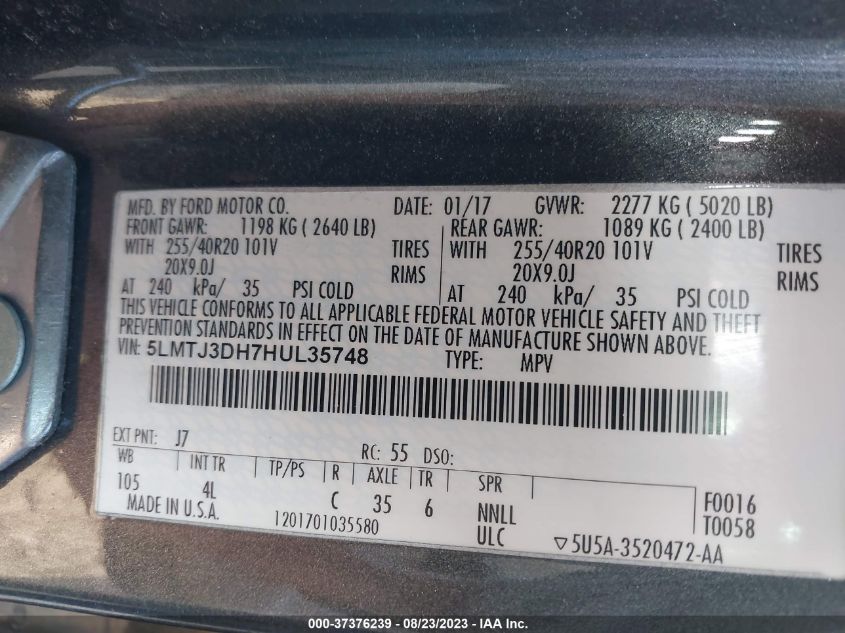 MFD. BY FORD MOTOR CO. DATE: 01/17 GVWR: 2277 KG ( 5020 LB)
FRONT GAWR: 1198 KG ( 2640 LB) REAR GAWR: 1089 KG ( 2400 LB)
WITH 255/40R20 101V TIRES WITH 255/40R20 101V TIRES
20X9.0J RIMS 20X9.0J RIMS
AT 240 kPa/ 35 PSI COLD AT 240 kPa/ 35 PSI COLD
THIS VEHICLE CONFORMS TO ALL APPLICABLE FEDERAL MOTOR VEHICLE SAFETY AND THEFT
PREVENTION STANDARDS IN EFFECT ON THE DATE OF MANUFACTURE SHOWN ABOVE.
VIN: 5LMTJ3DH7HUL35748 TYPE: MPV
EXT PNT: J7 RC: 55 DSO:
WB INT TR TP/PS R AXLE TR SPR
105 4L C 35 6 NNLL F0016
MADE IN U.S.A. 1201701035580 ULC T0058
▽5U5A-3520472-AA
000-37376239 - 08/23/2023 - IAA Inc.